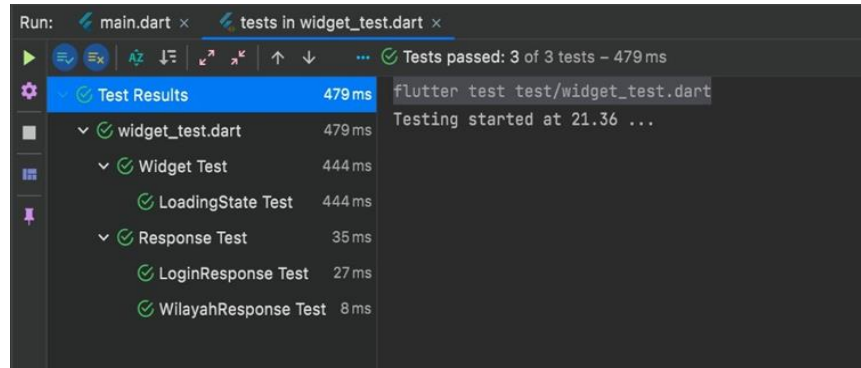 Run: main.dart × tests in widget_test.dart ×
Tests passed: 3 of 3 tests – 479 ms
Test Results 479 ms
widget_test.dart 479 ms
Widget Test 444 ms
LoadingState Test 444 ms
Response Test 35 ms
LoginResponse Test 27 ms
WilayahResponse Test 8 ms
flutter test test/widget_test.dart
Testing started at 21.36 ...